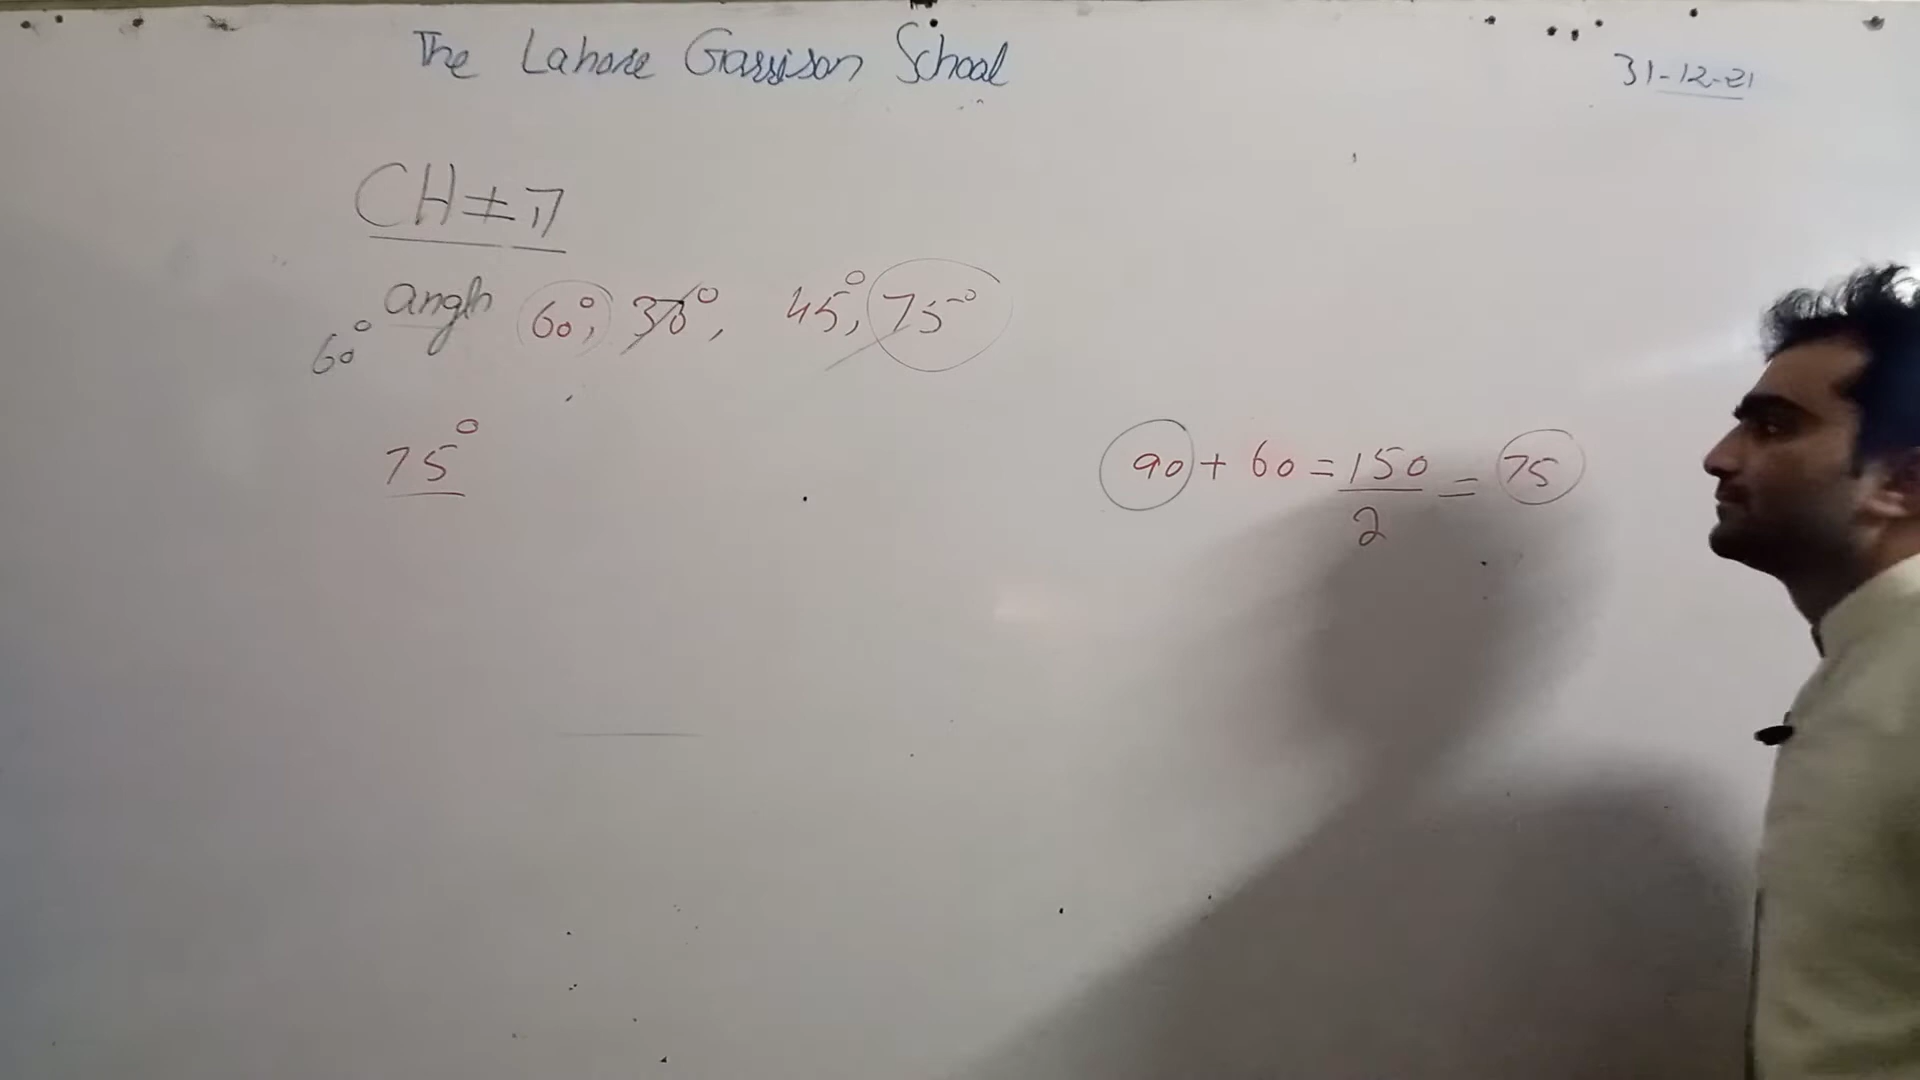 The Lahore Garrison School
31-12-21
CH # 7
angle 60°, 30°, 45°, 75°
60°
75°
90 + 60 = 150/2 = 75